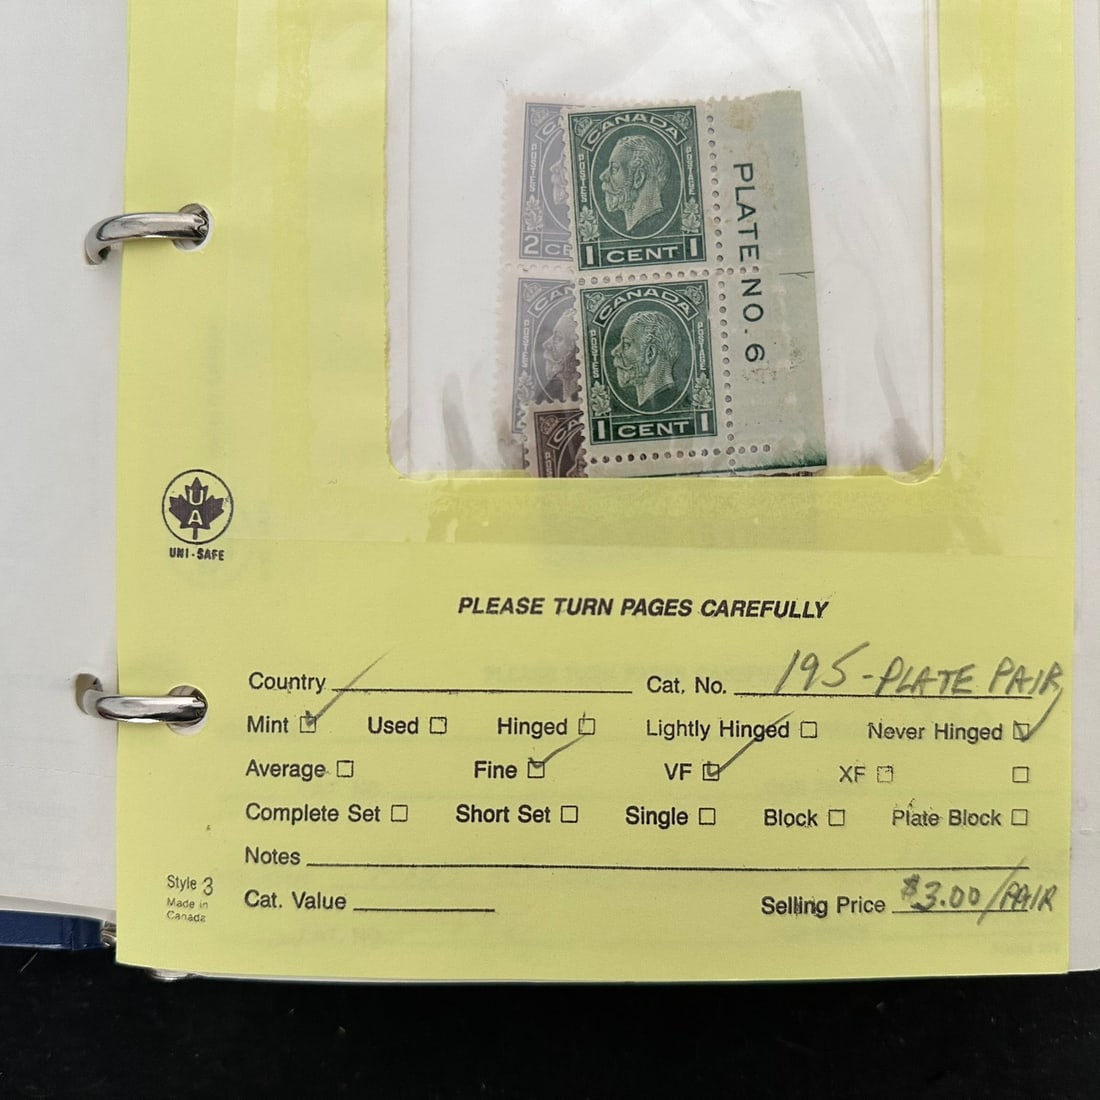 CANADA
POSTES
POSTAGE
2 CE
1 CENT 1
PLATE NO. 6
CANADA
POSTES
POSTAGE
1 CENT 1
UA
UNI-SAFE
PLEASE TURN PAGES CAREFULLY
Country Cat. No. 195-PLATE PAIR
Mint Used Hinged Lightly Hinged Never Hinged
Average Fine VF XF
Complete Set Short Set Single Block Plate Block
Notes
Style 3
Made in
Canada
Cat. Value Selling Price $3.00/PAIR